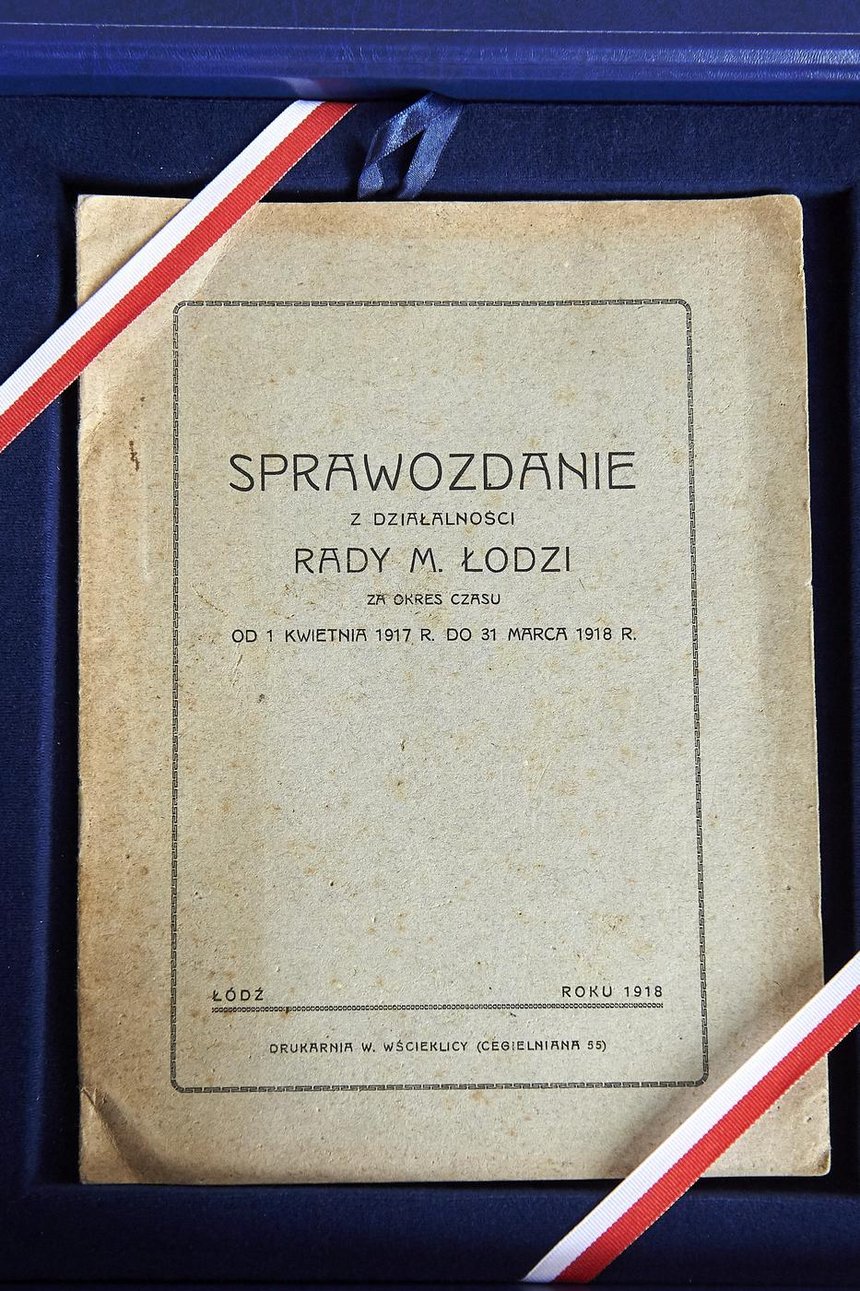 SPRAWOZDANIE
Z DZIAŁALNOŚCI
RADY M. ŁODZI
ZA OKRES CZASU
OD 1 KWIETNIA 1917 R. DO 31 MARCA 1918 R.
ŁÓDŹ ROKU 1918
DRUKARNIA W. WŚCIEKLICY (CEGIELNIANA 55)